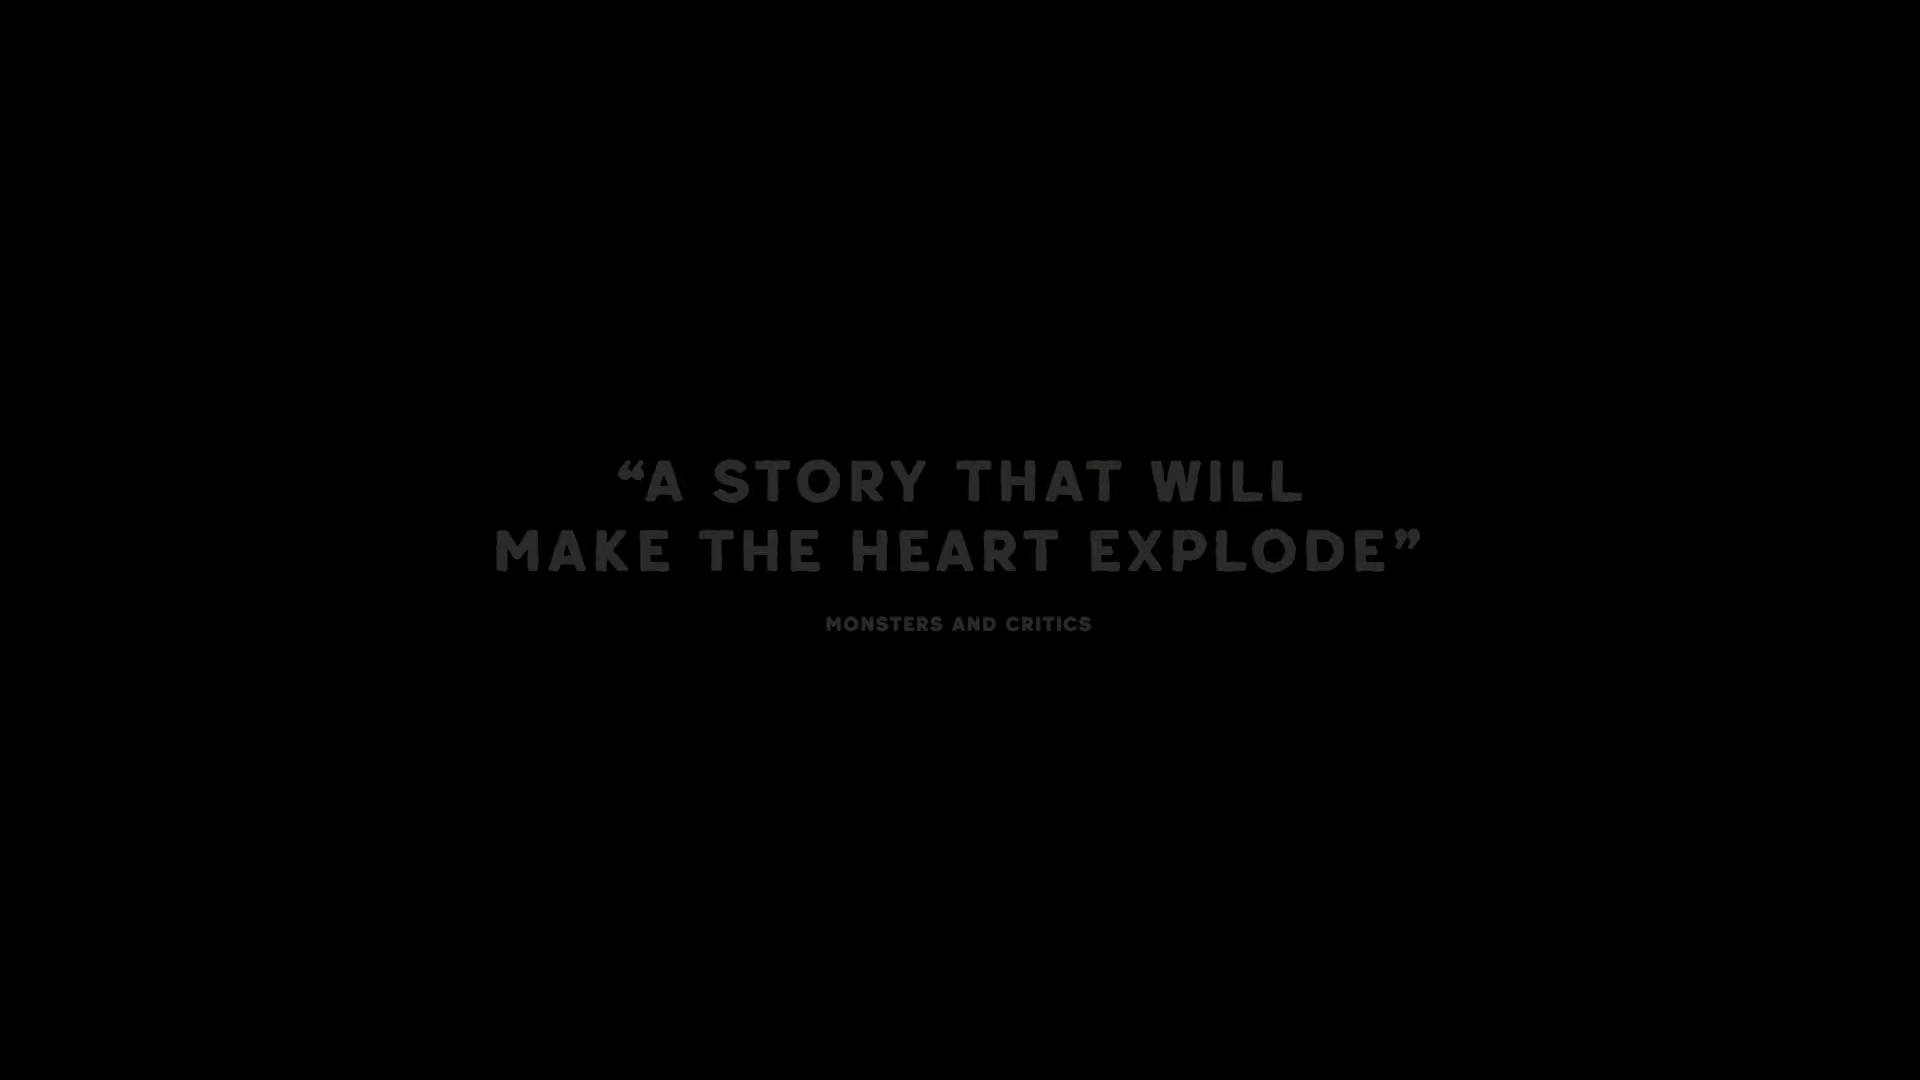 “A STORY THAT WILL
MAKE THE HEART EXPLODE”
MONSTERS AND CRITICS